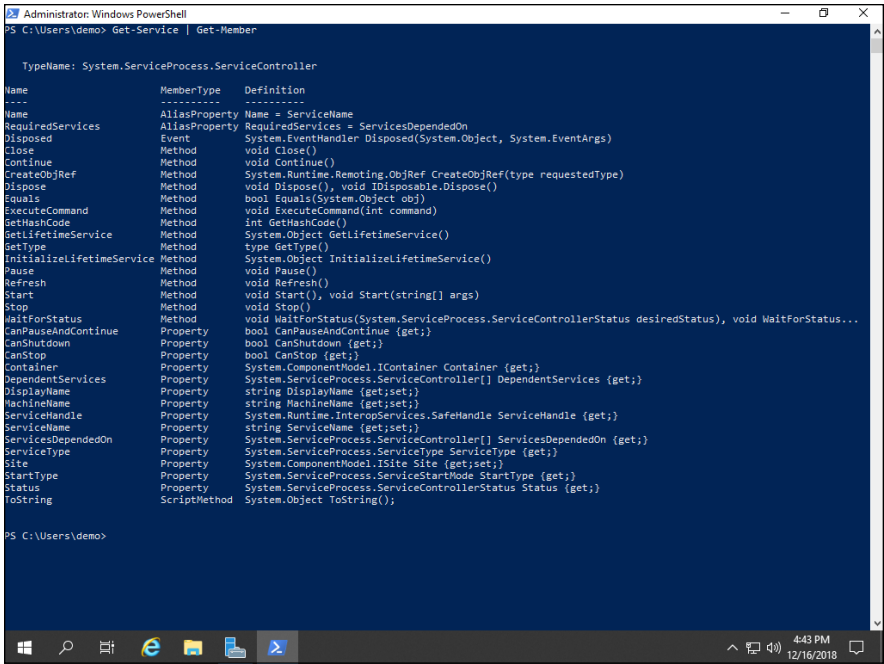 Administrator: Windows PowerShell
PS C:\Users\demo> Get-Service | Get-Member
TypeName: System.ServiceProcess.ServiceController
Name MemberType Definition
---- ---------- ----------
Name AliasProperty Name = ServiceName
RequiredServices AliasProperty RequiredServices = ServicesDependedOn
Disposed Event System.EventHandler Disposed(System.Object, System.EventArgs)
Close Method void Close()
Continue Method void Continue()
CreateObjRef Method System.Runtime.Remoting.ObjRef CreateObjRef(type requestedType)
Dispose Method void Dispose(), void IDisposable.Dispose()
Equals Method bool Equals(System.Object obj)
ExecuteCommand Method void ExecuteCommand(int command)
GetHashCode Method int GetHashCode()
GetLifetimeService Method System.Object GetLifetimeService()
GetType Method type GetType()
InitializeLifetimeService Method System.Object InitializeLifetimeService()
Pause Method void Pause()
Refresh Method void Refresh()
Start Method void Start(), void Start(string[] args)
Stop Method void Stop()
WaitForStatus Method void WaitForStatus(System.ServiceProcess.ServiceControllerStatus desiredStatus), void WaitForStatus...
CanPauseAndContinue Property bool CanPauseAndContinue {get;}
CanShutdown Property bool CanShutdown {get;}
CanStop Property bool CanStop {get;}
Container Property System.ComponentModel.IContainer Container {get;}
DependentServices Property System.ServiceProcess.ServiceController[] DependentServices {get;}
DisplayName Property string DisplayName {get;set;}
MachineName Property string MachineName {get;set;}
ServiceHandle Property System.Runtime.InteropServices.SafeHandle ServiceHandle {get;}
ServiceName Property string ServiceName {get;set;}
ServicesDependedOn Property System.ServiceProcess.ServiceController[] ServicesDependedOn {get;}
ServiceType Property System.ServiceProcess.ServiceType ServiceType {get;}
Site Property System.ComponentModel.ISite Site {get;set;}
StartType Property System.ServiceProcess.ServiceStartMode StartType {get;}
Status Property System.ServiceProcess.ServiceControllerStatus Status {get;}
ToString ScriptMethod System.Object ToString();
PS C:\Users\demo>
4:43 PM
12/16/2018